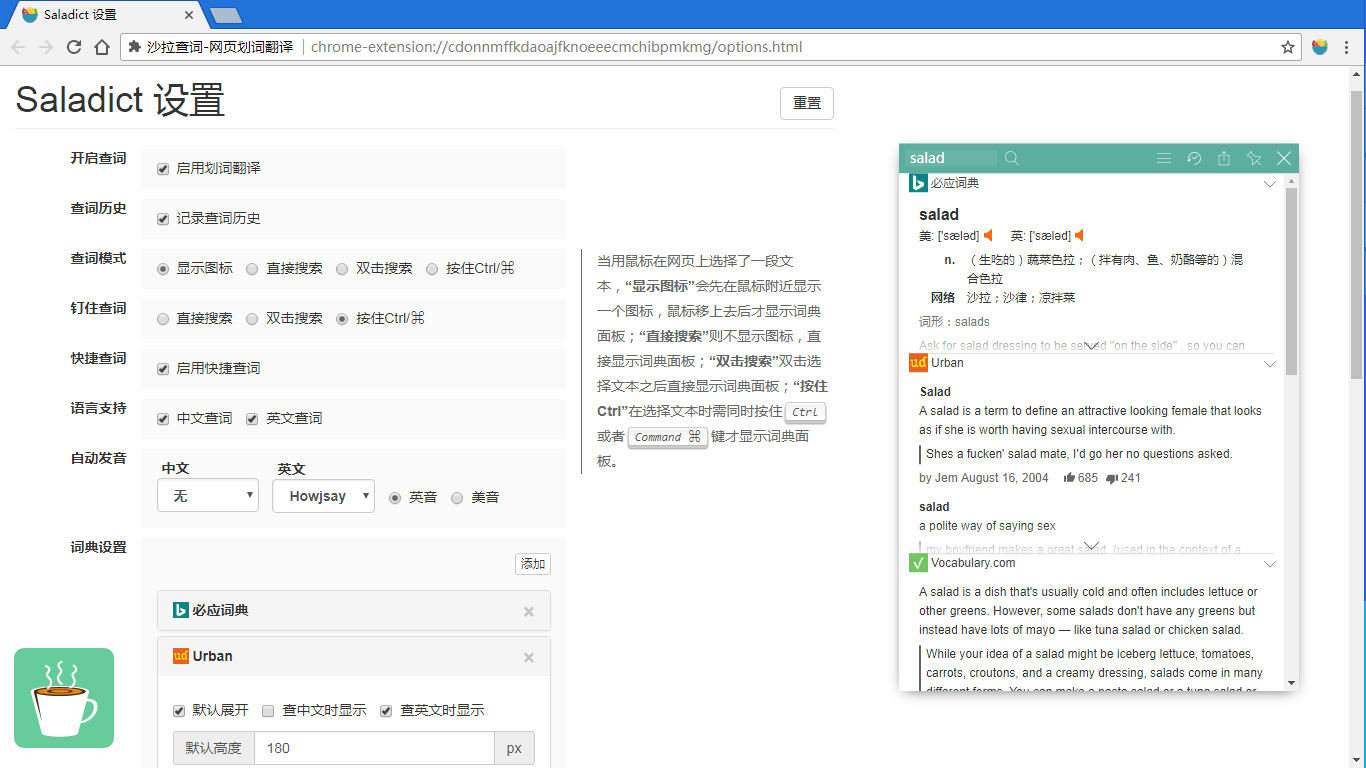 Saladict 设置
沙拉查词-网页划词翻译 chrome-extension://cdonnmffkdaoajfknoeeecmchibpmkmg/options.html
Saladict 设置
重置
开启查词
启用划词翻译
查词历史
记录查词历史
查词模式
显示图标 直接搜索 双击搜索 按住Ctrl/⌘
钉住查词
直接搜索 双击搜索 按住Ctrl/⌘
快捷查词
启用快捷查词
语言支持
中文查词 英文查词
自动发音
中文 英文
无 Howjsay 英音 美音
词典设置
添加
必应词典
Urban
默认展开 查中文时显示 查英文时显示
默认高度 180 px
当用鼠标在网页上选择了一段文
本，“显示图标”会先在鼠标附近显示
一个图标，鼠标移上去后才显示词典
面板；“直接搜索”则不显示图标，直
接显示词典面板；“双击搜索”双击选
择文本之后直接显示词典面板；“按住
Ctrl”在选择文本时需同时按住 Ctrl
或者 Command ⌘ 键才显示词典面
板。
salad
必应词典
salad
美: ['sæləd] 英: ['sæləd]
n. （生吃的）蔬菜色拉；（拌有肉、鱼、奶酪等的）混
合色拉
网络 沙拉；沙律；凉拌菜
词形：salads
Ask for salad dressing to be served "on the side" , so you can
ud Urban
Salad
A salad is a term to define an attractive looking female that looks
as if she is worth having sexual intercourse with.
Shes a fucken' salad mate, I'd go her no questions asked.
by Jem August 16, 2004 685 241
salad
a polite way of saying sex
my boyfriend makes a great salad. (used in the context of a
Vocabulary.com
A salad is a dish that's usually cold and often includes lettuce or
other greens. However, some salads don't have any greens but
instead have lots of mayo — like tuna salad or chicken salad.
While your idea of a salad might be iceberg lettuce, tomatoes,
carrots, croutons, and a creamy dressing, salads come in many
different forms. You can make a pasta salad or a tuna salad or